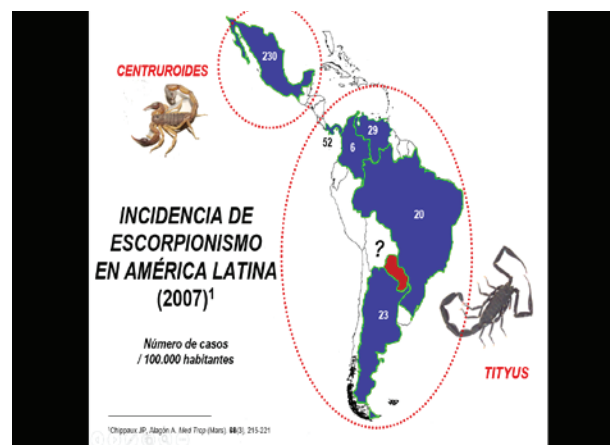 230
CENTRUROIDES
52
6
29
20
?
23
INCIDENCIA DE
ESCORPIONISMO
EN AMÉRICA LATINA
(2007)¹
Número de casos
/ 100.000 habitantes
TITYUS
¹Chippaux JP, Alagón A. Med Trop (Mars). 68(3), 215-221